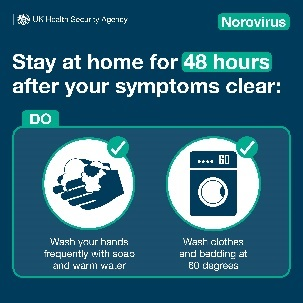 UK Health Security Agency
Norovirus
Stay at home for 48 hours
after your symptoms clear:
DO
60
Wash your hands
frequently with soap
and warm water
Wash clothes
and bedding at
60 degrees